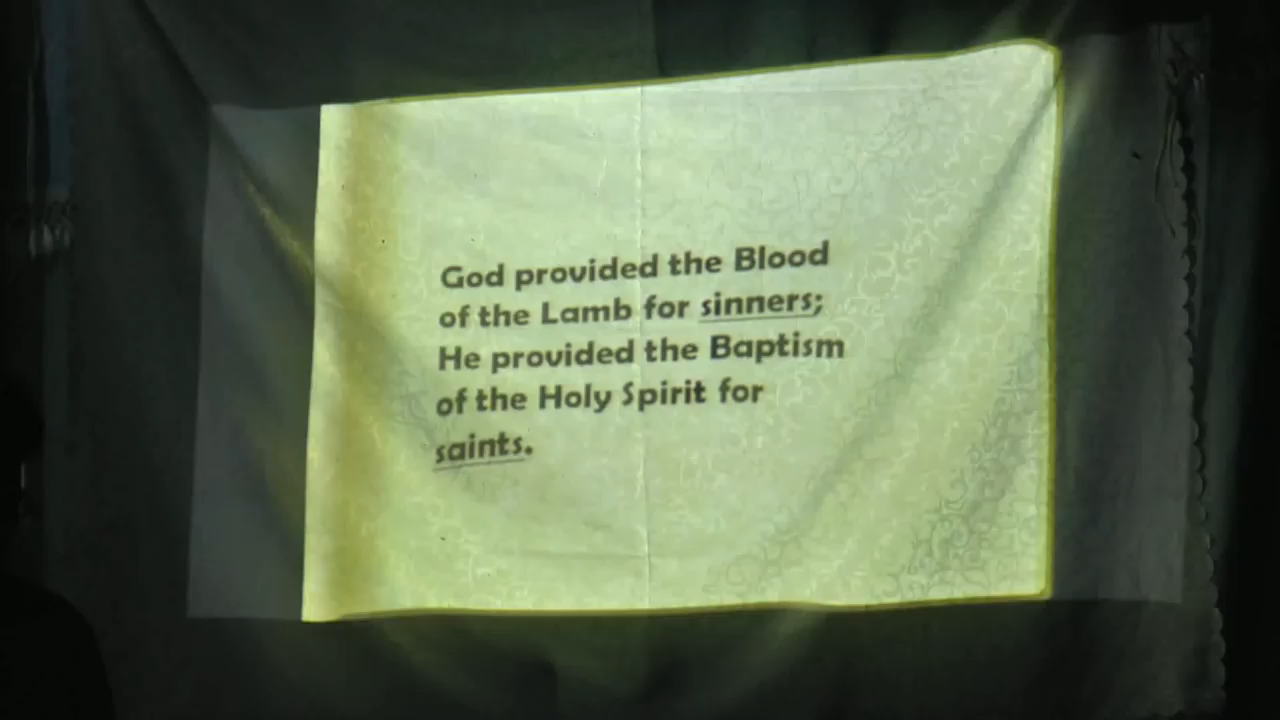 God provided the Blood
of the Lamb for sinners;
He provided the Baptism
of the Holy Spirit for
saints.